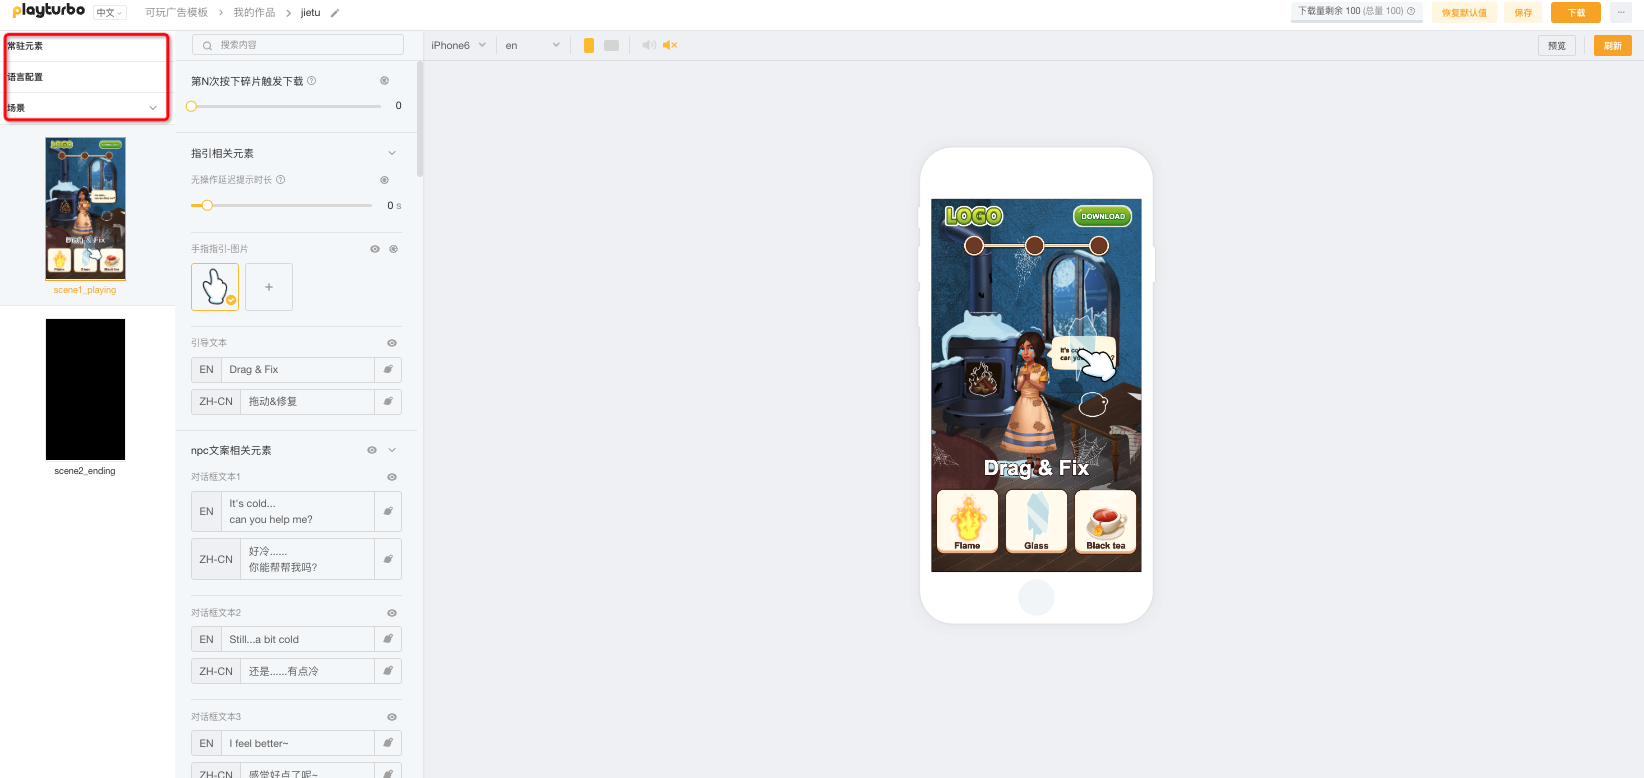 playturbo
中文
可玩广告模板
我的作品
jietu
下载量剩余 100 (总量 100)
恢复默认值
保存
下载
常驻元素
语言配置
场景
scene1_playing
scene2_ending
搜索内容
第N次按下碎片触发下载
0
指引相关元素
无操作延迟提示时长
0 s
手指指引-图片
引导文本
EN
Drag & Fix
ZH-CN
拖动&修复
npc文案相关元素
对话框文本1
EN
It's cold...
can you help me?
ZH-CN
好冷......
你能帮帮我吗?
对话框文本2
EN
Still...a bit cold
ZH-CN
还是......有点冷
对话框文本3
EN
I feel better~
ZH-CN
感觉好点了呢~
iPhone6
en
预览
刷新
LOGO
DOWNLOAD
It's
can you
Drag & Fix
Flame
Glass
Black tea